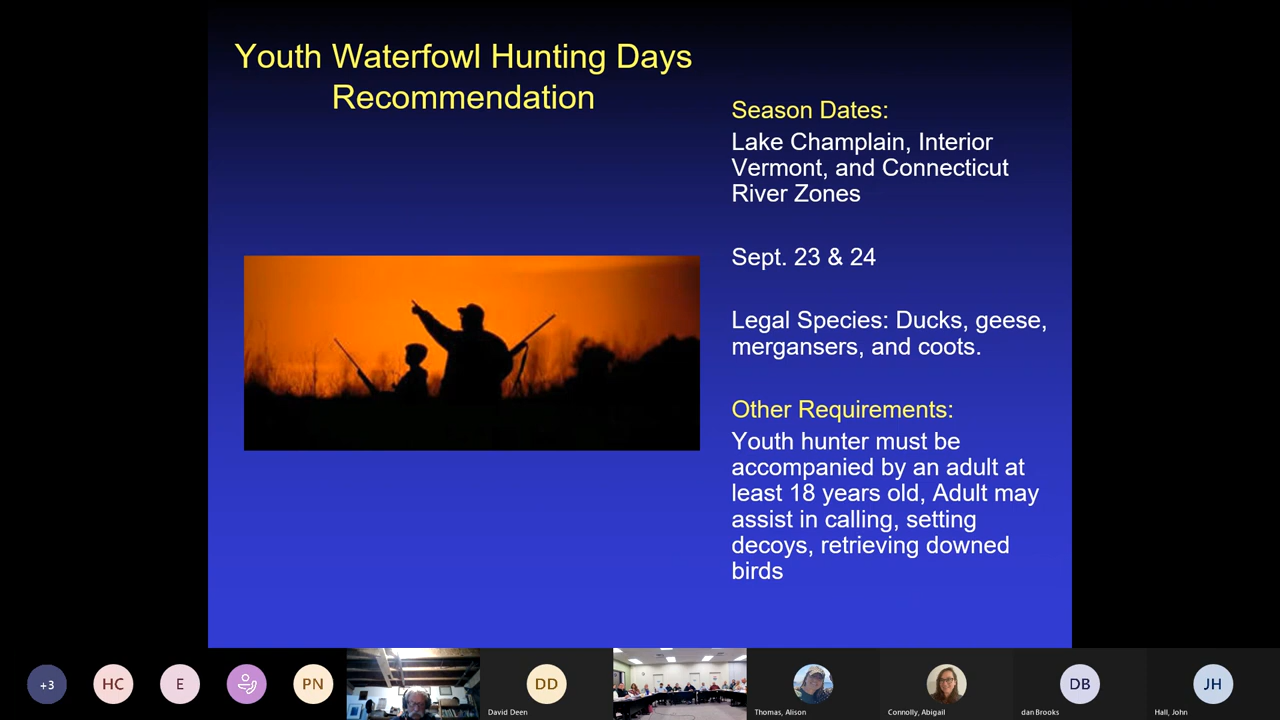 Youth Waterfowl Hunting Days
Recommendation
Season Dates:
Lake Champlain, Interior
Vermont, and Connecticut
River Zones
Sept. 23 & 24
Legal Species: Ducks, geese,
mergansers, and coots.
Other Requirements:
Youth hunter must be
accompanied by an adult at
least 18 years old, Adult may
assist in calling, setting
decoys, retrieving downed
birds
+3
HC
E
PN
DD
David Deen
Thomas, Alison
Connolly, Abigail
DB
dan Brooks
JH
Hall, John